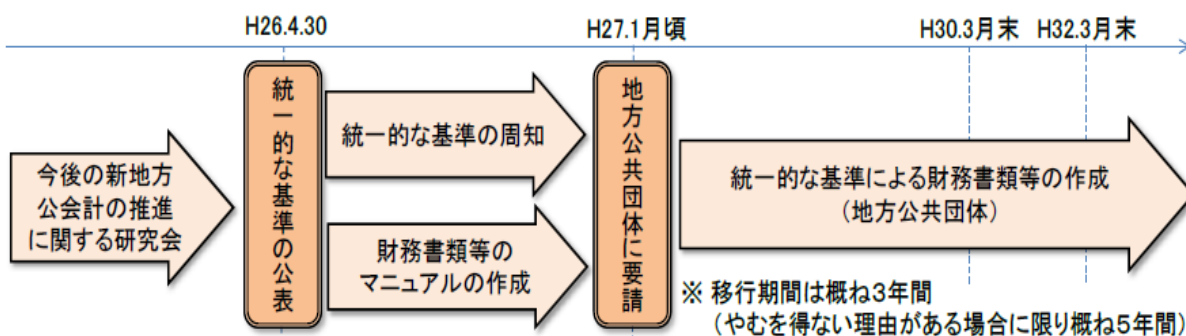 H26.4.30
H27.1月頃
H30.3月末
H32.3月末
今後の新地方
公会計の推進
に関する研究会
統一的な基準の公表
統一的な基準の周知
財務書類等の
マニュアルの作成
地方公共団体に要請
統一的な基準による財務書類等の作成
(地方公共団体)
※ 移行期間は概ね3年間
(やむを得ない理由がある場合に限り概ね5年間)